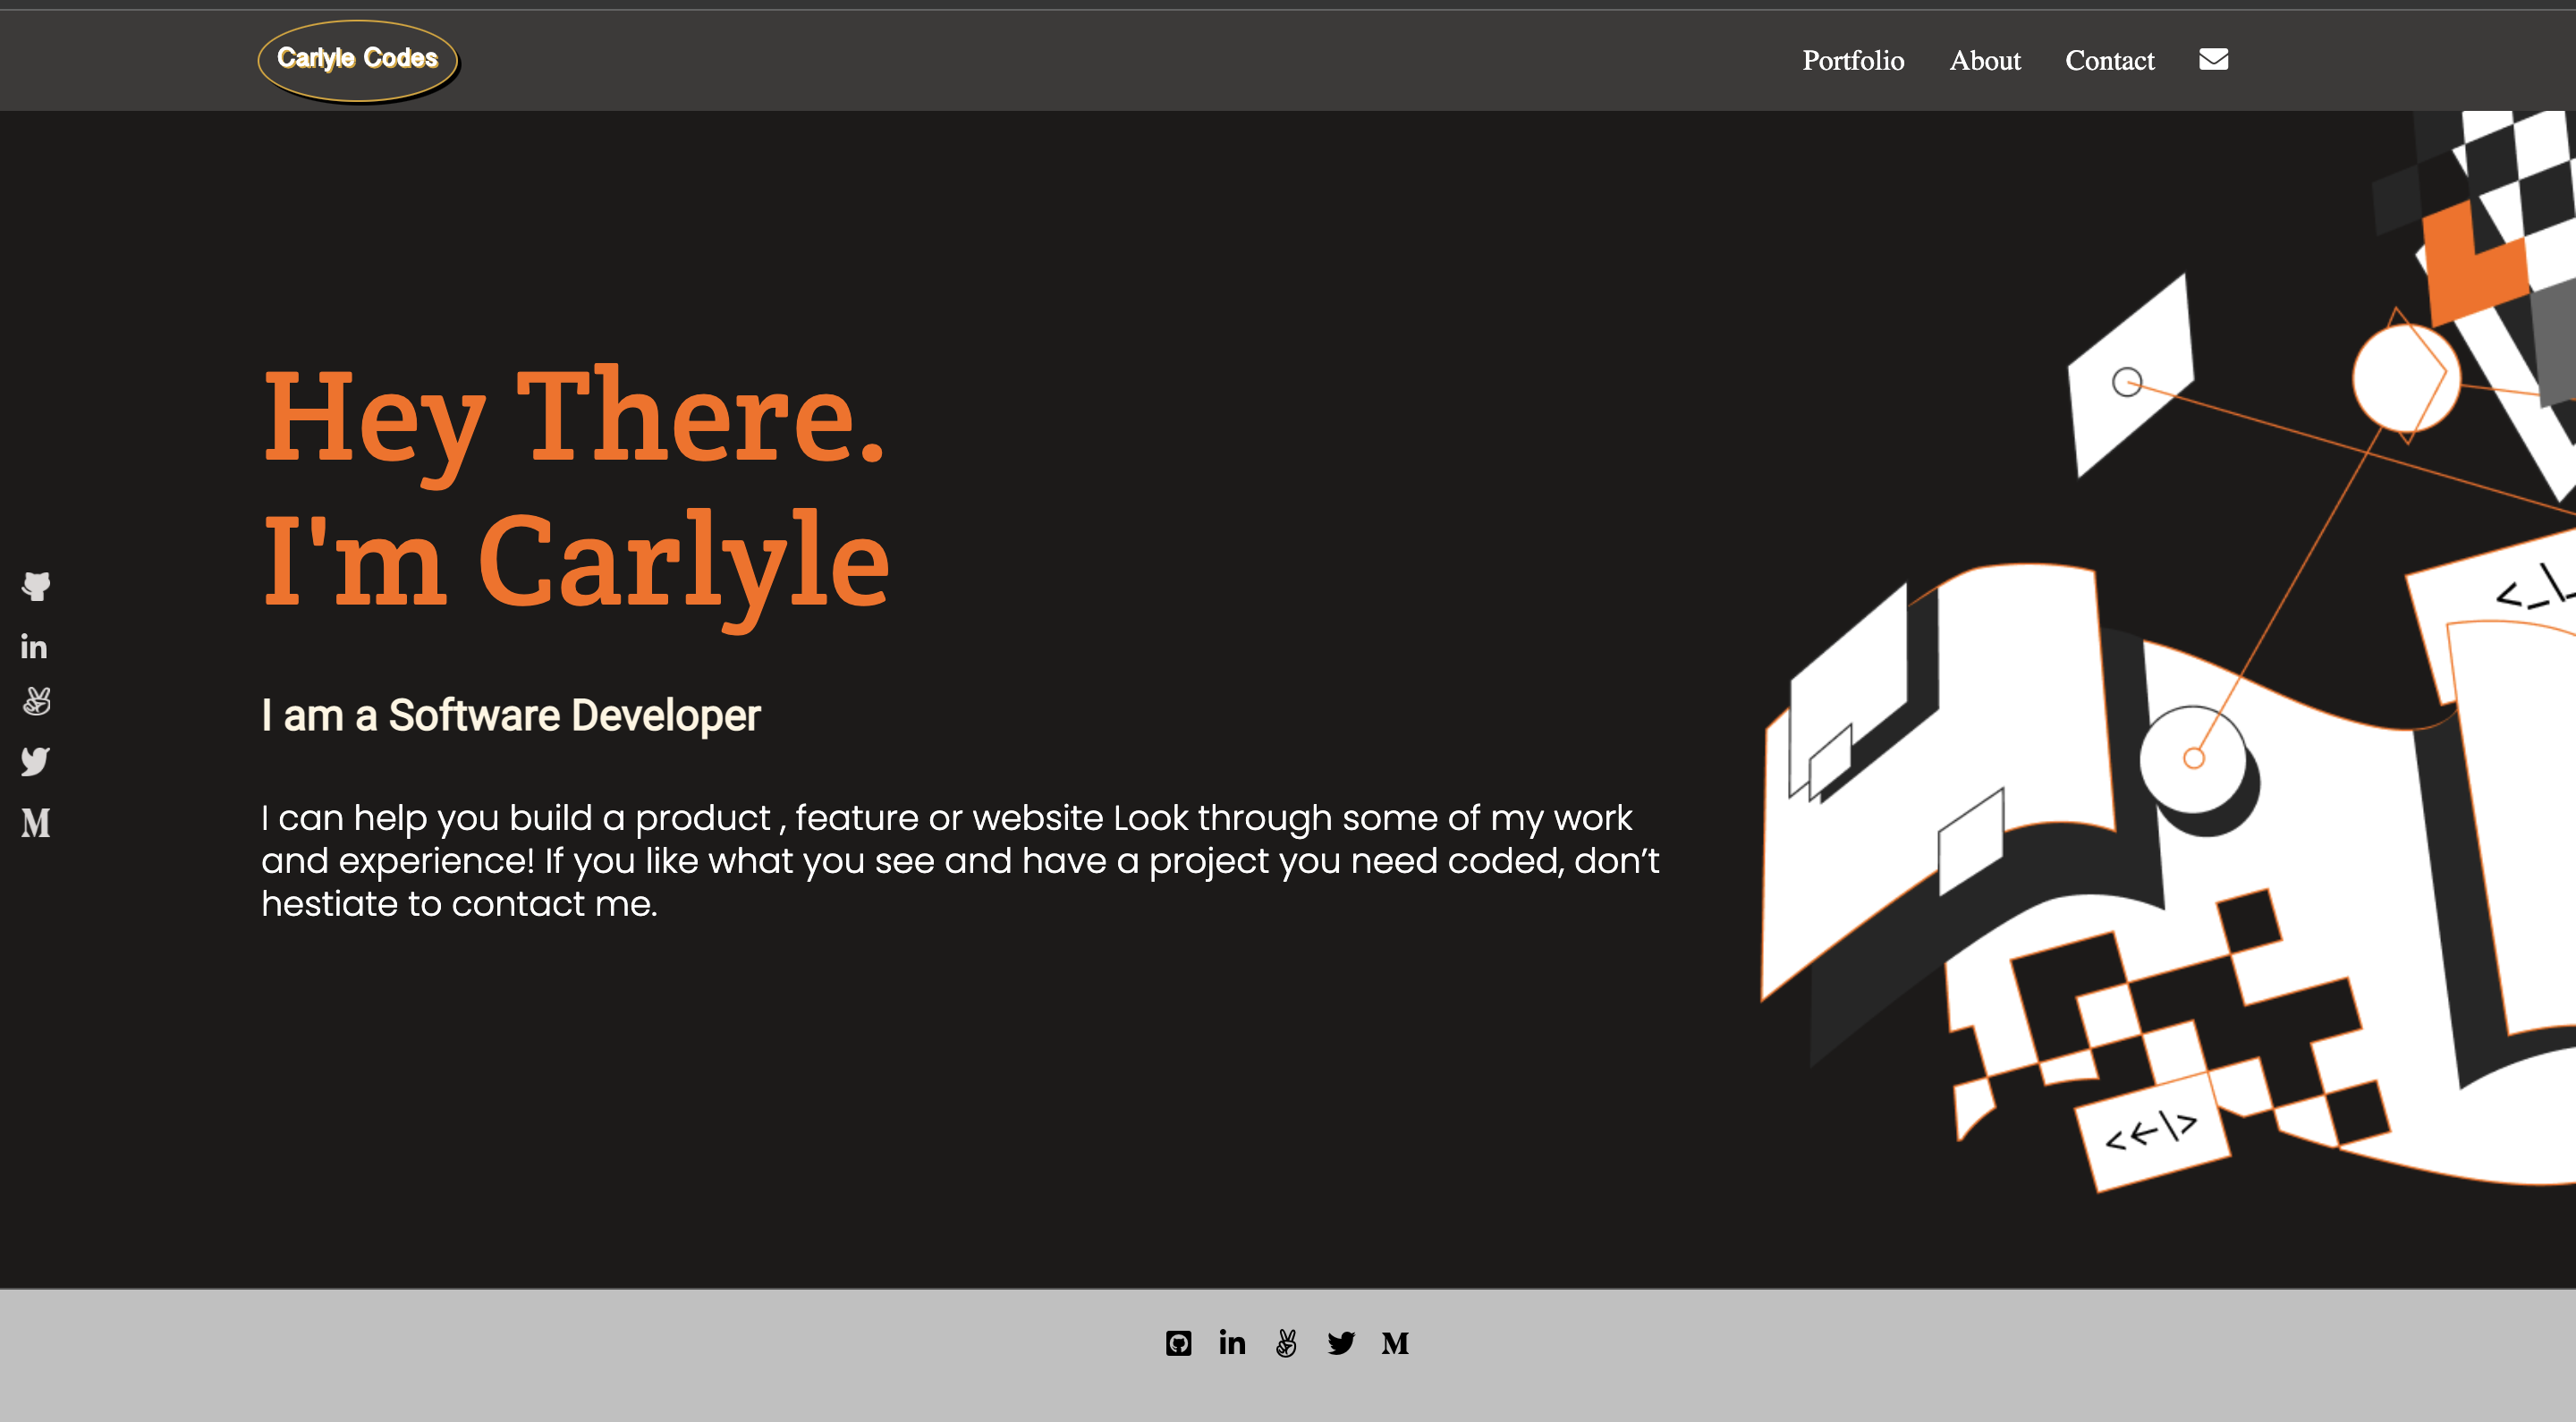 Carlyle Codes
Portfolio About Contact
Hey There.
I'm Carlyle
I am a Software Developer
I can help you build a product , feature or website Look through some of my work
and experience! If you like what you see and have a project you need coded, don’t
hestiate to contact me.
<_\_
<←\>